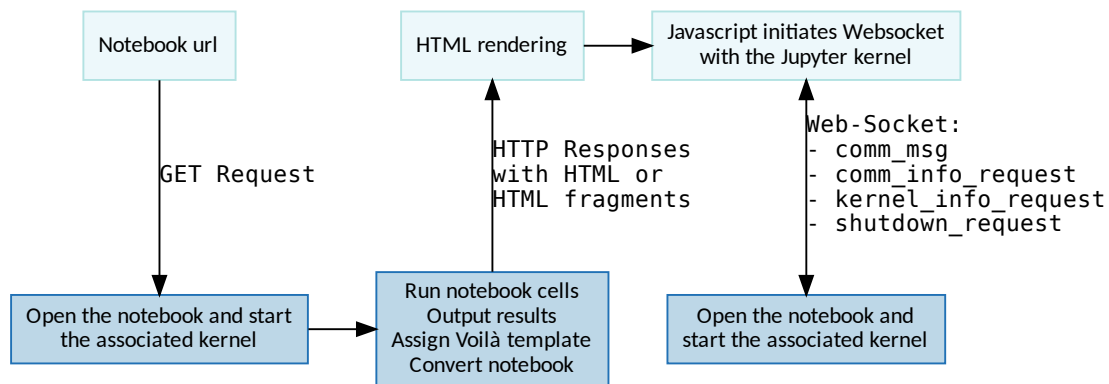 Notebook url
HTML rendering
Javascript initiates Websocket
with the Jupyter kernel
GET Request
HTTP Responses
with HTML or
HTML fragments
Web-Socket:
- comm_msg
- comm_info_request
- kernel_info_request
- shutdown_request
Open the notebook and start
the associated kernel
Run notebook cells
Output results
Assign Voilà template
Convert notebook
Open the notebook and
start the associated kernel